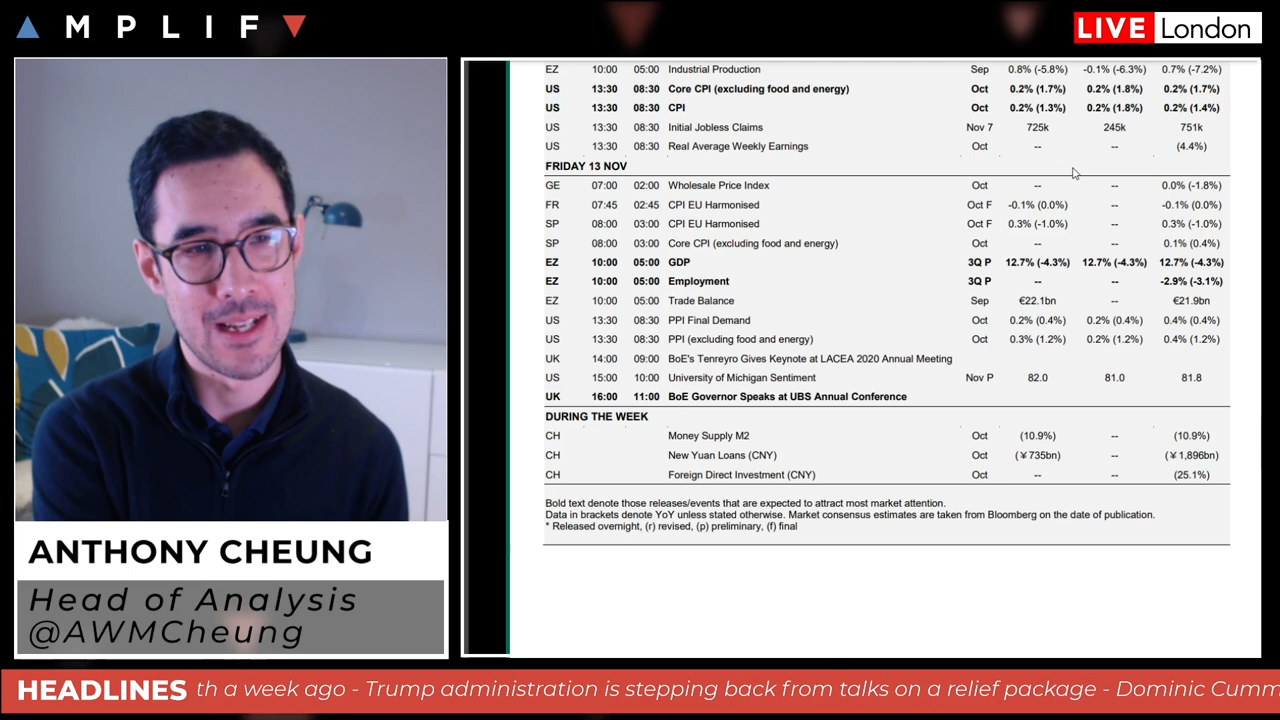 AMPLIFY
LIVE London
EZ 10:00 05:00 Industrial Production Sep 0.8% (-5.8%) -0.1% (-6.3%) 0.7% (-7.2%)
US 13:30 08:30 Core CPI (excluding food and energy) Oct 0.2% (1.7%) 0.2% (1.8%) 0.2% (1.7%)
US 13:30 08:30 CPI Oct 0.2% (1.3%) 0.2% (1.8%) 0.2% (1.4%)
US 13:30 08:30 Initial Jobless Claims Nov 7 725k 245k 751k
US 13:30 08:30 Real Average Weekly Earnings Oct -- -- (4.4%)
FRIDAY 13 NOV
GE 07:00 02:00 Wholesale Price Index Oct -- -- 0.0% (-1.8%)
FR 07:45 02:45 CPI EU Harmonised Oct F -0.1% (0.0%) -- -0.1% (0.0%)
SP 08:00 03:00 CPI EU Harmonised Oct F 0.3% (-1.0%) -- 0.3% (-1.0%)
SP 08:00 03:00 Core CPI (excluding food and energy) Oct -- -- 0.1% (0.4%)
EZ 10:00 05:00 GDP 3Q P 12.7% (-4.3%) 12.7% (-4.3%) 12.7% (-4.3%)
EZ 10:00 05:00 Employment 3Q P -- -- -2.9% (-3.1%)
EZ 10:00 05:00 Trade Balance Sep €22.1bn -- €21.9bn
US 13:30 08:30 PPI Final Demand Oct 0.2% (0.4%) 0.2% (0.4%) 0.4% (0.4%)
US 13:30 08:30 PPI (excluding food and energy) Oct 0.3% (1.2%) 0.2% (1.2%) 0.4% (1.2%)
UK 14:00 09:00 BoE's Tenreyro Gives Keynote at LACEA 2020 Annual Meeting
US 15:00 10:00 University of Michigan Sentiment Nov P 82.0 81.0 81.8
UK 16:00 11:00 BoE Governor Speaks at UBS Annual Conference
DURING THE WEEK
CH Money Supply M2 Oct (10.9%) -- (10.9%)
CH New Yuan Loans (CNY) Oct (¥735bn) -- (¥1,896bn)
CH Foreign Direct Investment (CNY) Oct -- -- (25.1%)
Bold text denote those releases/events that are expected to attract most market attention.
Data in brackets denote YoY unless stated otherwise. Market consensus estimates are taken from Bloomberg on the date of publication.
* Released overnight, (r) revised, (p) preliminary, (f) final
ANTHONY CHEUNG
Head of Analysis
@AWMCheung
HEADLINES th a week ago - Trump administration is stepping back from talks on a relief package - Dominic Cumm